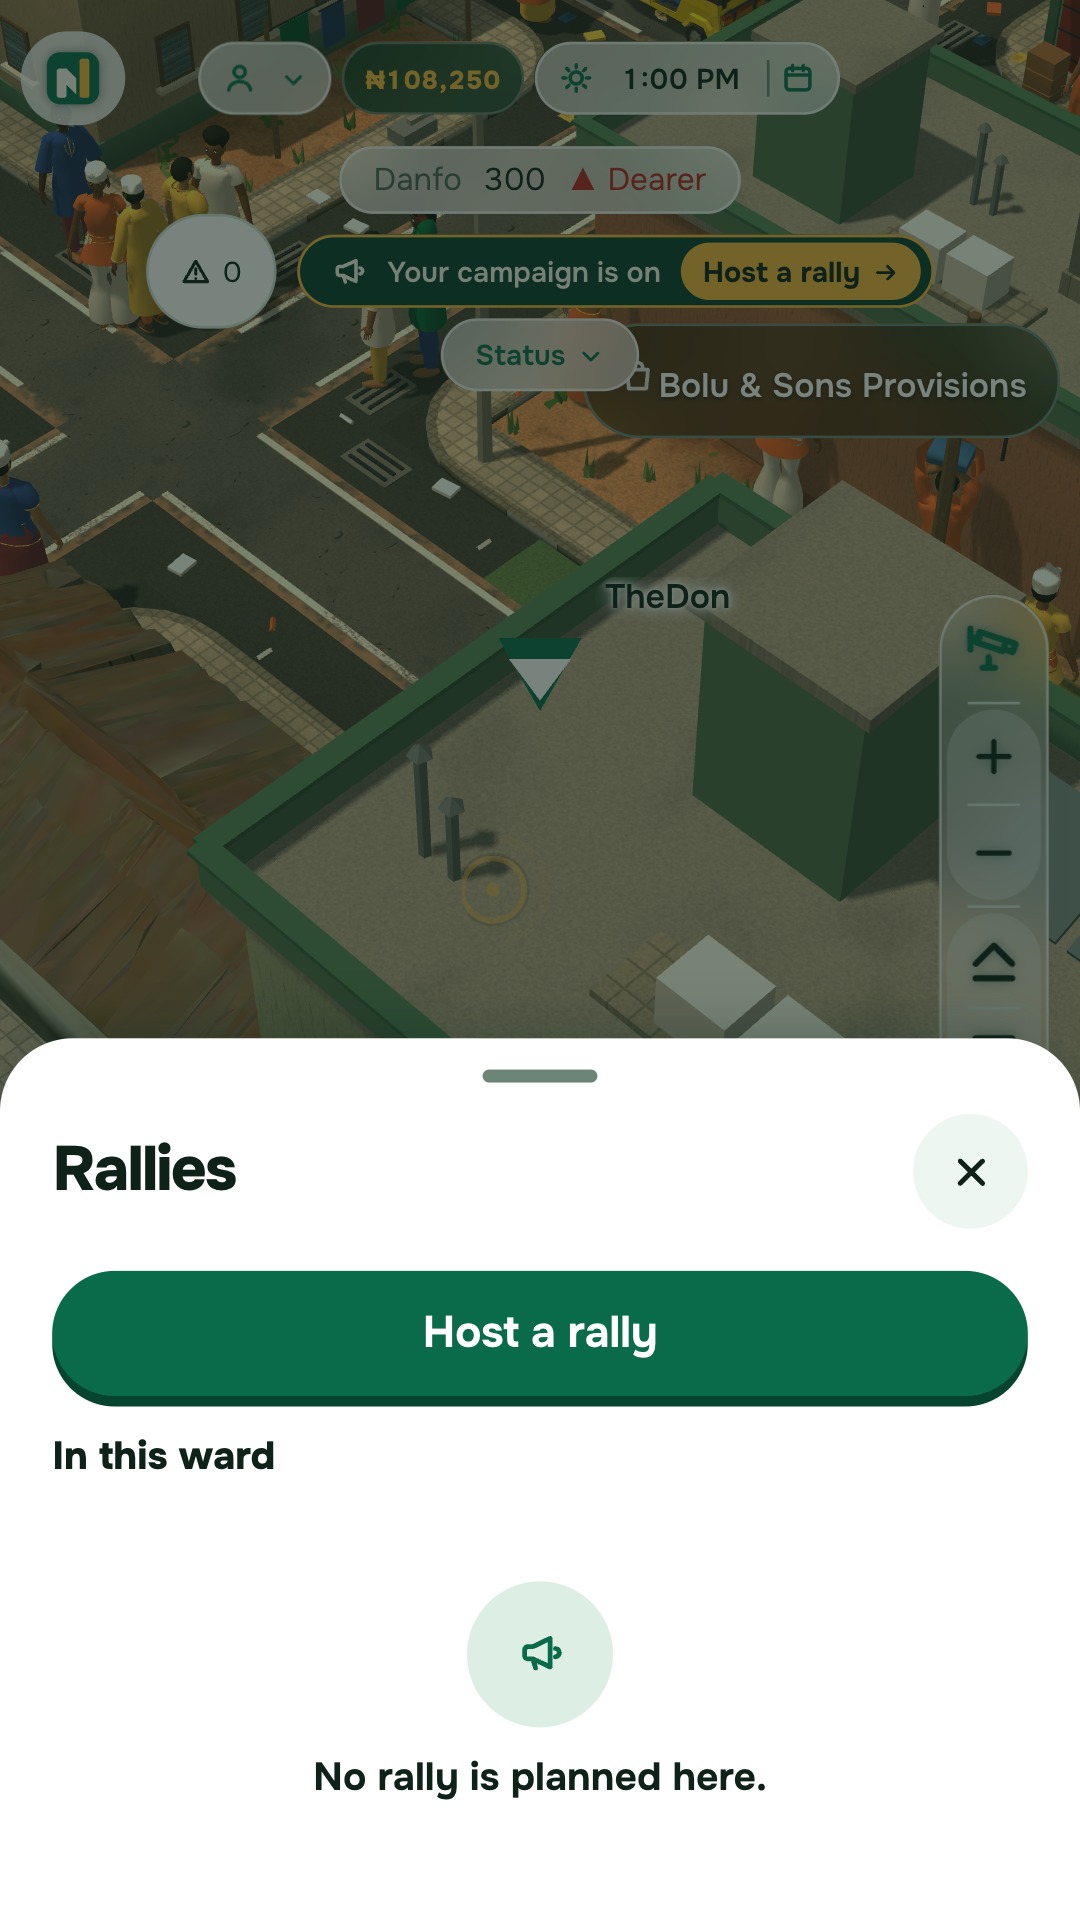 ₦108,250
1:00 PM
Danfo 300 ▲ Dearer
0
Your campaign is on
Host a rally →
Status
Bolu & Sons Provisions
TheDon
Rallies
Host a rally
In this ward
No rally is planned here.